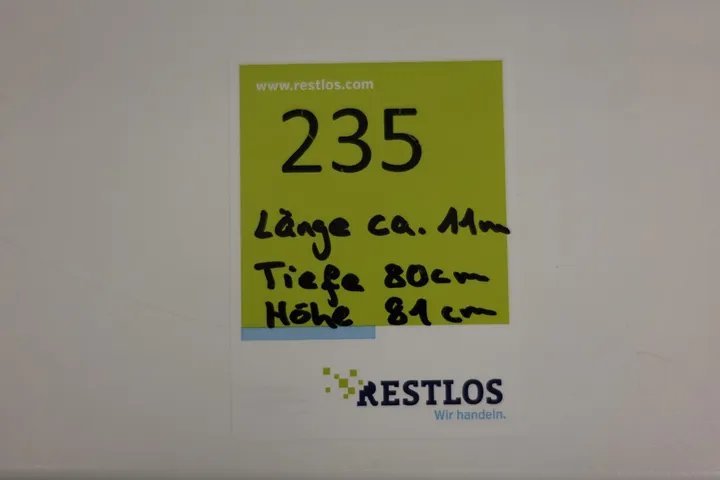 www.restlos.com
235
Länge ca. 11m
Tiefe 80cm
Höhe 81cm
RESTLOS
Wir handeln.